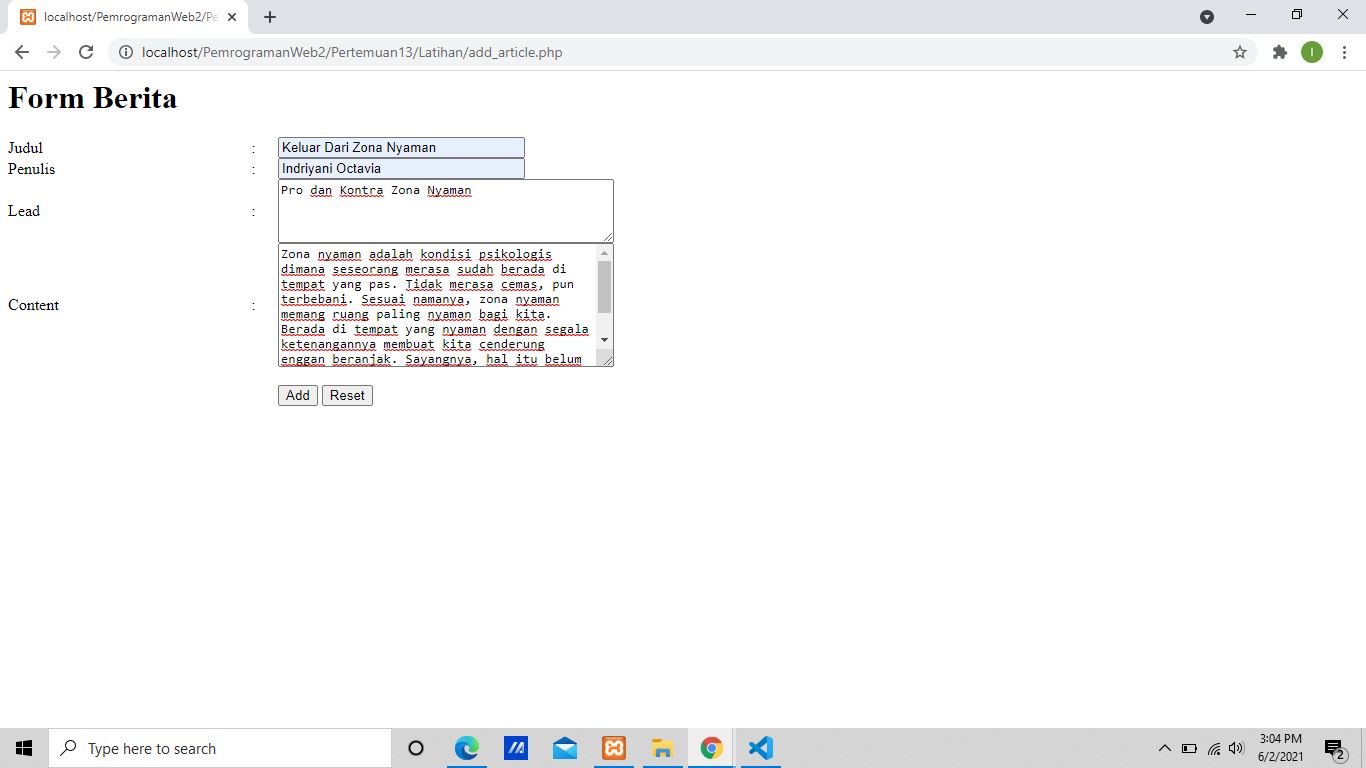 localhost/PemrogramanWeb2/Pe
localhost/PemrogramanWeb2/Pertemuan13/Latihan/add_article.php
I
Form Berita
Judul : Keluar Dari Zona Nyaman
Penulis : Indriyani Octavia
Lead : Pro dan Kontra Zona Nyaman
Content :
Zona nyaman adalah kondisi psikologis
dimana seseorang merasa sudah berada di
tempat yang pas. Tidak merasa cemas, pun
terbebani. Sesuai namanya, zona nyaman
memang ruang paling nyaman bagi kita.
Berada di tempat yang nyaman dengan segala
ketenangannya membuat kita cenderung
enggan beranjak. Sayangnya, hal itu belum
Add Reset
Type here to search
3:04 PM
6/2/2021
2